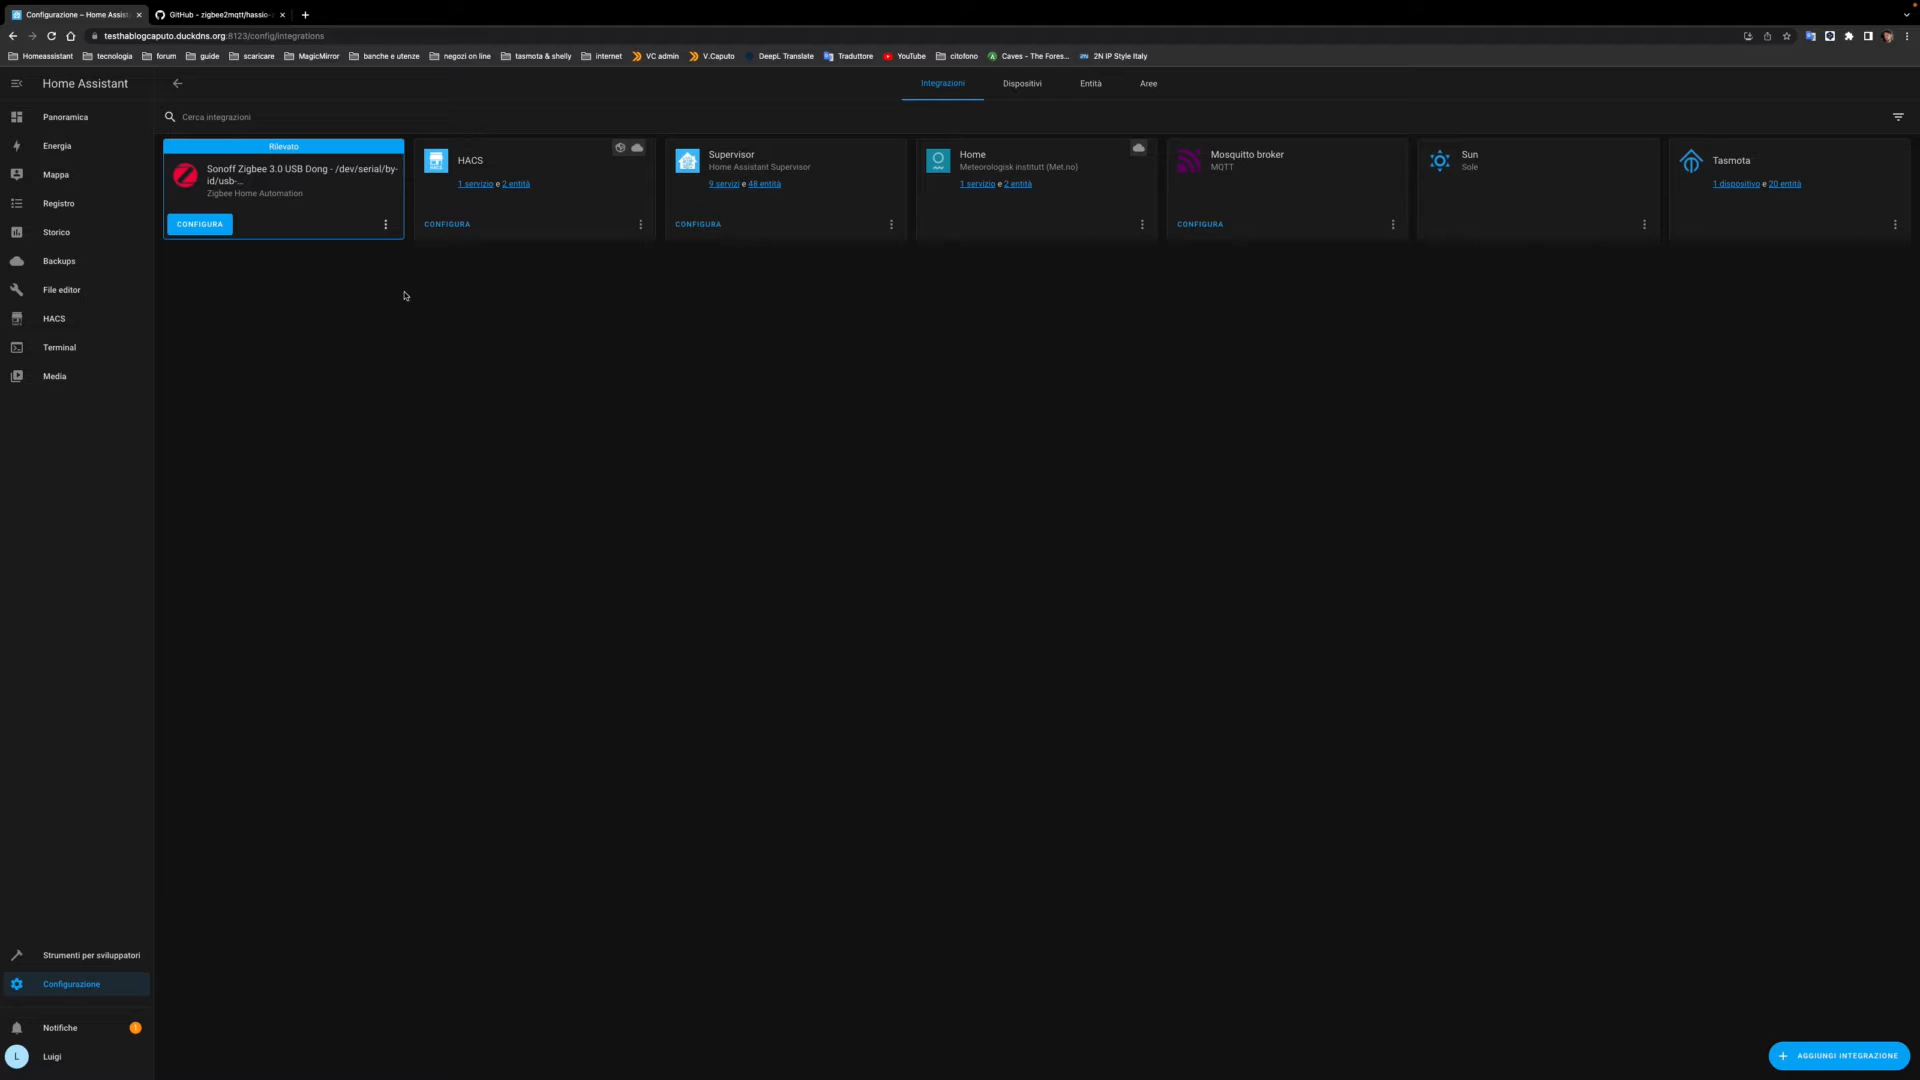 Configurazione – Home Assist
GitHub - zigbee2mqtt/hassio-z
testhablogcaputo.duckdns.org:8123/config/integrations
Homeassistant
tecnologia
forum
guide
scaricare
MagicMirror
banche e utenze
negozi on line
tasmota & shelly
internet
VC admin
V.Caputo
DeepL Translate
Traduttore
YouTube
citofono
Caves - The Fores...
2N IP Style Italy
Home Assistant
Integrazioni
Dispositivi
Entità
Aree
Panoramica
Energia
Mappa
Registro
Storico
Backups
File editor
HACS
Terminal
Media
Strumenti per sviluppatori
Configurazione
Notifiche
1
L
Luigi
Cerca integrazioni
Rilevato
Sonoff Zigbee 3.0 USB Dong - /dev/serial/by-
id/usb-...
Zigbee Home Automation
CONFIGURA
HACS
1 servizio e 2 entità
CONFIGURA
Supervisor
Home Assistant Supervisor
9 servizi e 48 entità
CONFIGURA
Home
Meteorologisk institutt (Met.no)
1 servizio e 2 entità
Mosquitto broker
MQTT
CONFIGURA
Sun
Sole
Tasmota
1 dispositivo e 20 entità
AGGIUNGI INTEGRAZIONE